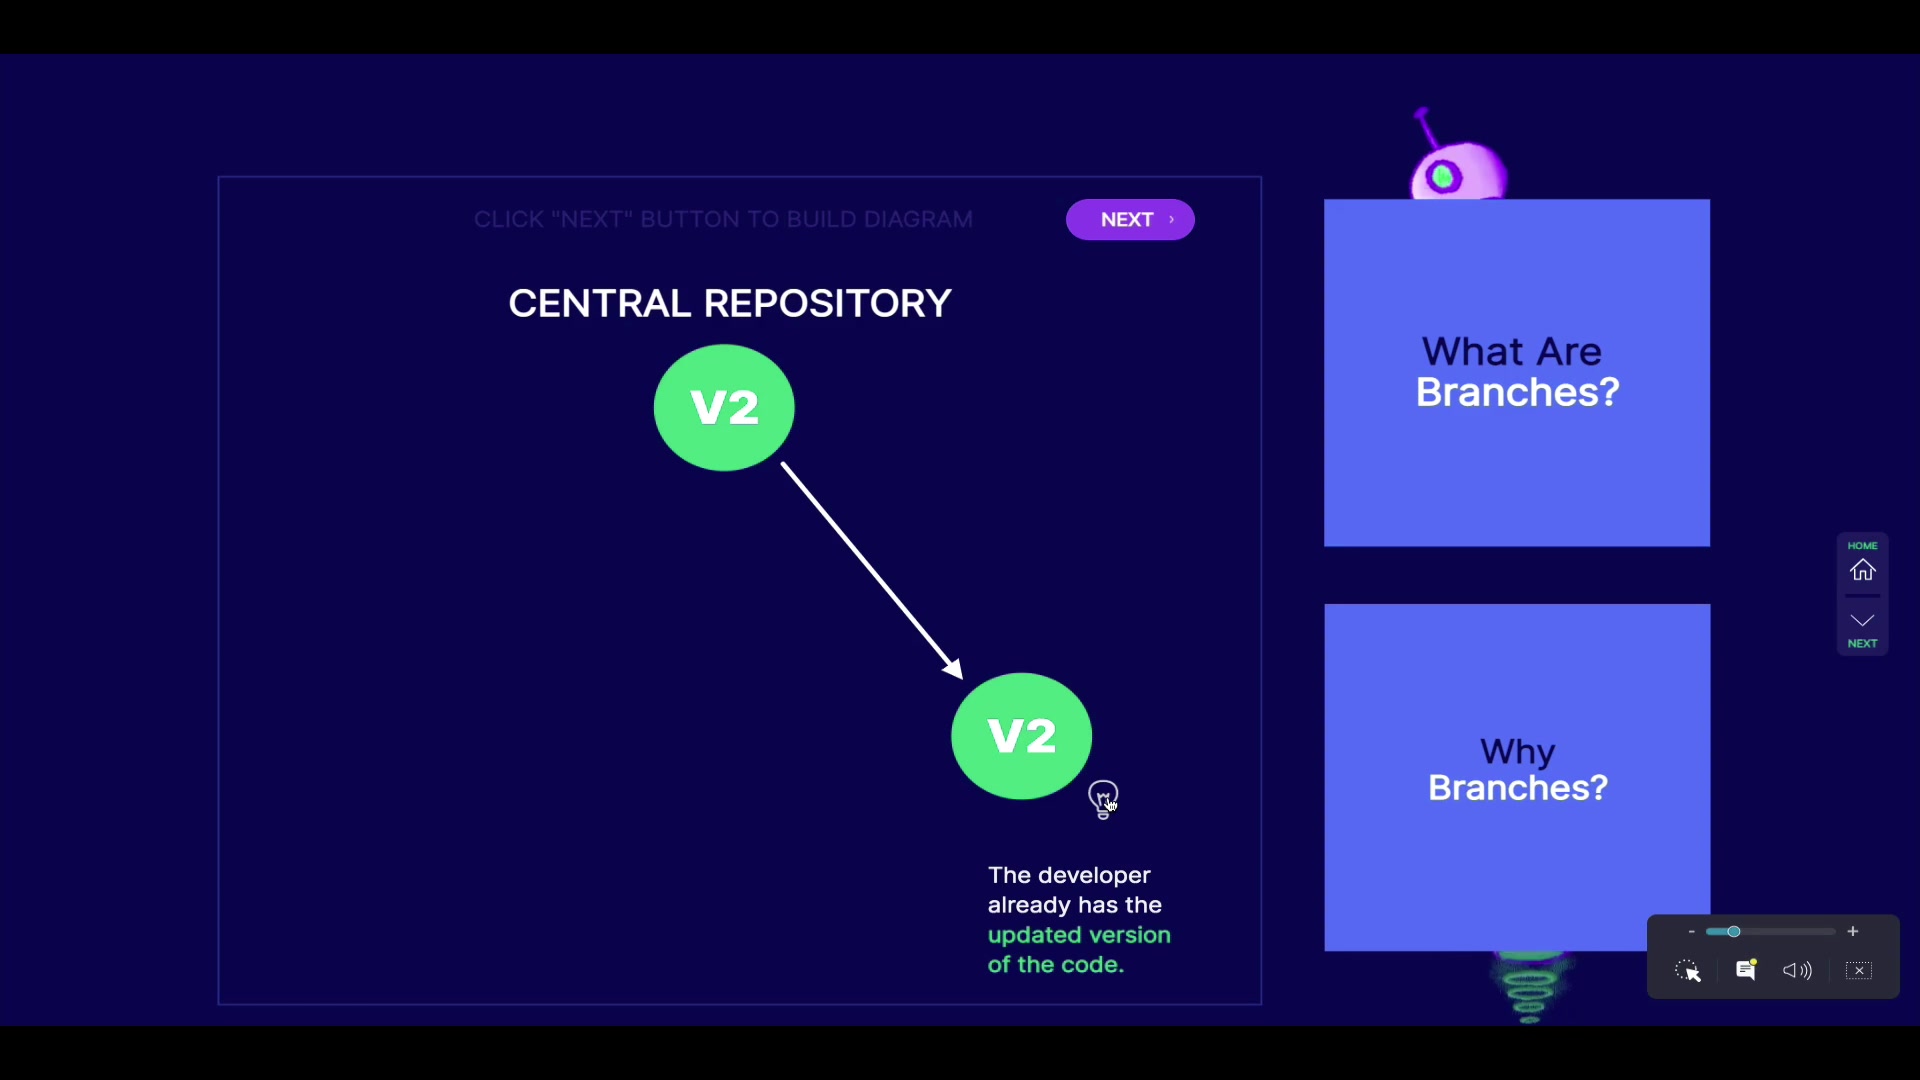 CLICK "NEXT" BUTTON TO BUILD DIAGRAM
NEXT
CENTRAL REPOSITORY
V2
V2
The developer
already has the
updated version
of the code.
What Are
Branches?
Why
Branches?
HOME
NEXT